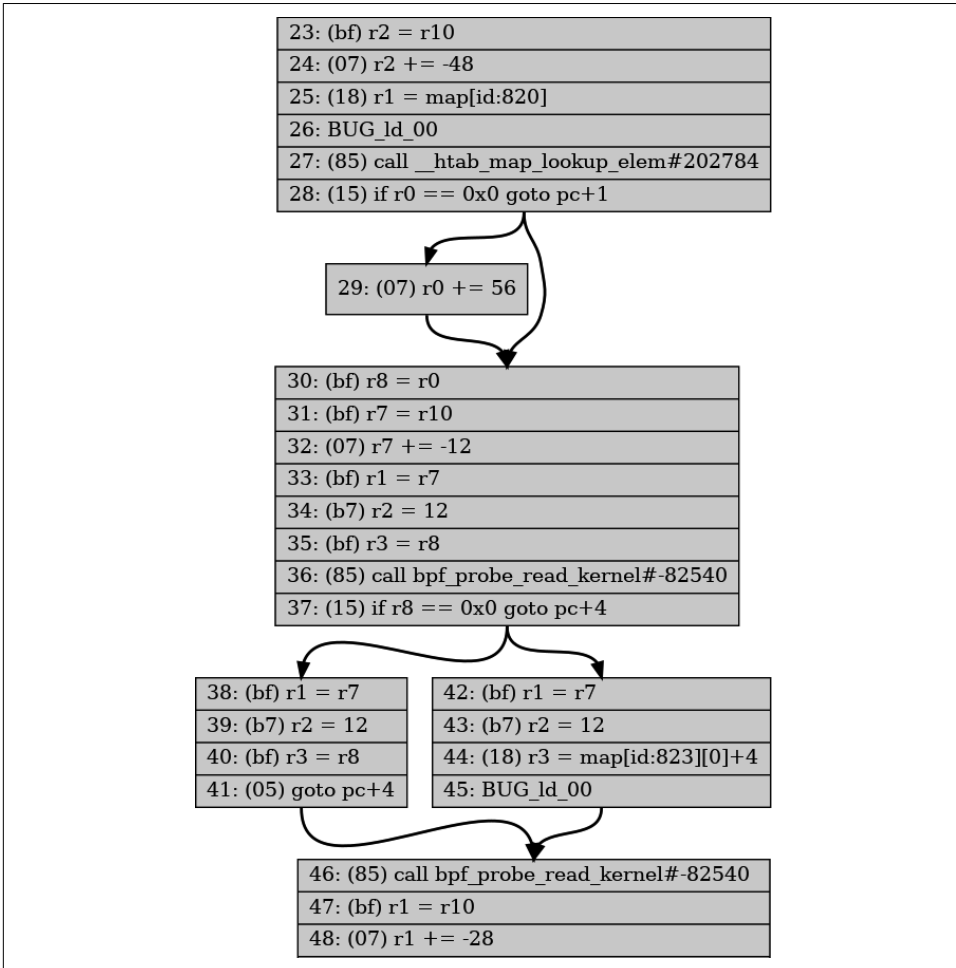 23: (bf) r2 = r10
24: (07) r2 += -48
25: (18) r1 = map[id:820]
26: BUG_ld_00
27: (85) call __htab_map_lookup_elem#202784
28: (15) if r0 == 0x0 goto pc+1
29: (07) r0 += 56
30: (bf) r8 = r0
31: (bf) r7 = r10
32: (07) r7 += -12
33: (bf) r1 = r7
34: (b7) r2 = 12
35: (bf) r3 = r8
36: (85) call bpf_probe_read_kernel#-82540
37: (15) if r8 == 0x0 goto pc+4
38: (bf) r1 = r7
39: (b7) r2 = 12
40: (bf) r3 = r8
41: (05) goto pc+4
42: (bf) r1 = r7
43: (b7) r2 = 12
44: (18) r3 = map[id:823][0]+4
45: BUG_ld_00
46: (85) call bpf_probe_read_kernel#-82540
47: (bf) r1 = r10
48: (07) r1 += -28